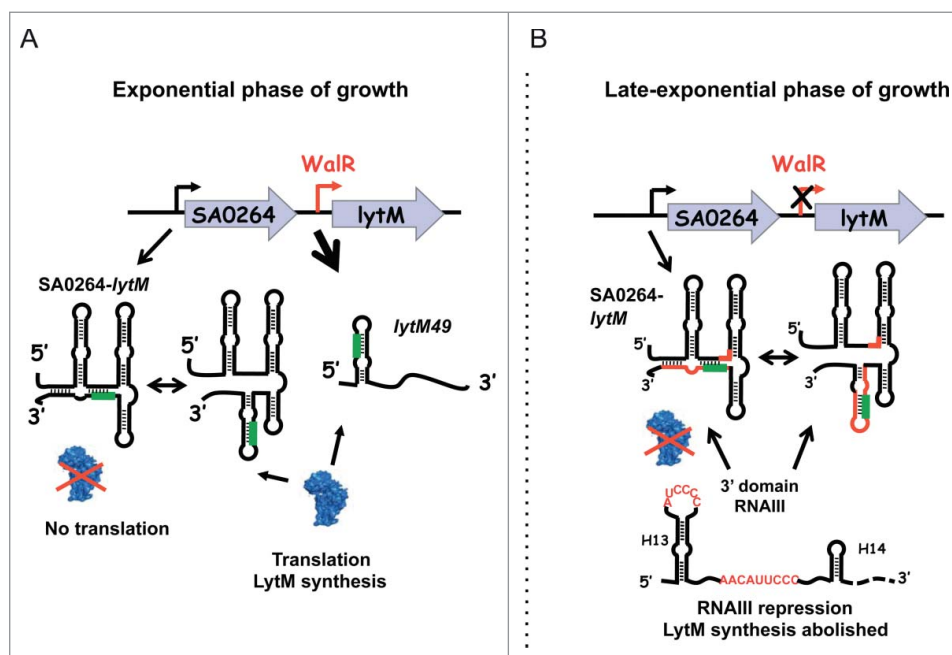 A
Exponential phase of growth
WalR
SA0264
lytM
SA0264-lytM
lytM49
5'
3'
5'
3'
5'
3'
No translation
Translation
LytM synthesis
B
Late-exponential phase of growth
WalR
X
SA0264
lytM
SA0264-
lytM
5'
3'
5'
3'
3' domain
RNAIII
AUCCCC
H13
H14
5'
AACAUUCCC
3'
RNAIII repression
LytM synthesis abolished